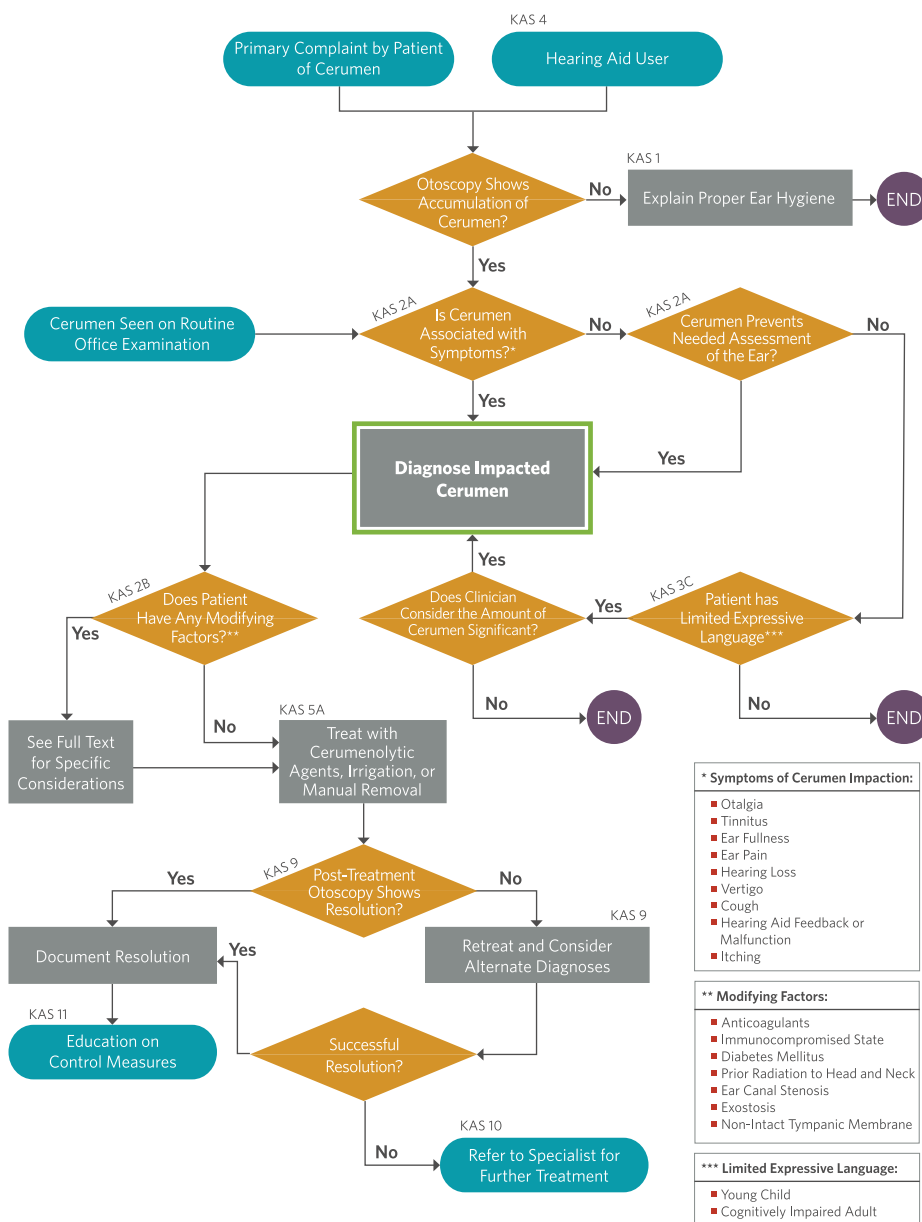 KAS 4
Primary Complaint by Patient
of Cerumen
Hearing Aid User
Otoscopy Shows
Accumulation of
Cerumen?
No
KAS 1
Explain Proper Ear Hygiene
END
Yes
Cerumen Seen on Routine
Office Examination
KAS 2A
Is Cerumen
Associated with
Symptoms?*
No
KAS 2A
Cerumen Prevents
Needed Assessment
of the Ear?
No
Yes
Yes
Diagnose Impacted
Cerumen
Yes
KAS 2B
Does Patient
Have Any Modifying
Factors?**
Does Clinician
Consider the Amount of
Cerumen Significant?
Yes
KAS 3C
Patient has
Limited Expressive
Language***
Yes
No
No
END
No
END
See Full Text
for Specific
Considerations
KAS 5A
Treat with
Cerumenolytic
Agents, Irrigation, or
Manual Removal
KAS 9
Post-Treatment
Otoscopy Shows
Resolution?
Yes
No
Document Resolution
Yes
KAS 9
Retreat and Consider
Alternate Diagnoses
KAS 11
Education on
Control Measures
Successful
Resolution?
No
KAS 10
Refer to Specialist for
Further Treatment
* Symptoms of Cerumen Impaction:
Otalgia
Tinnitus
Ear Fullness
Ear Pain
Hearing Loss
Vertigo
Cough
Hearing Aid Feedback or
Malfunction
Itching
** Modifying Factors:
Anticoagulants
Immunocompromised State
Diabetes Mellitus
Prior Radiation to Head and Neck
Ear Canal Stenosis
Exostosis
Non-Intact Tympanic Membrane
*** Limited Expressive Language:
Young Child
Cognitively Impaired Adult